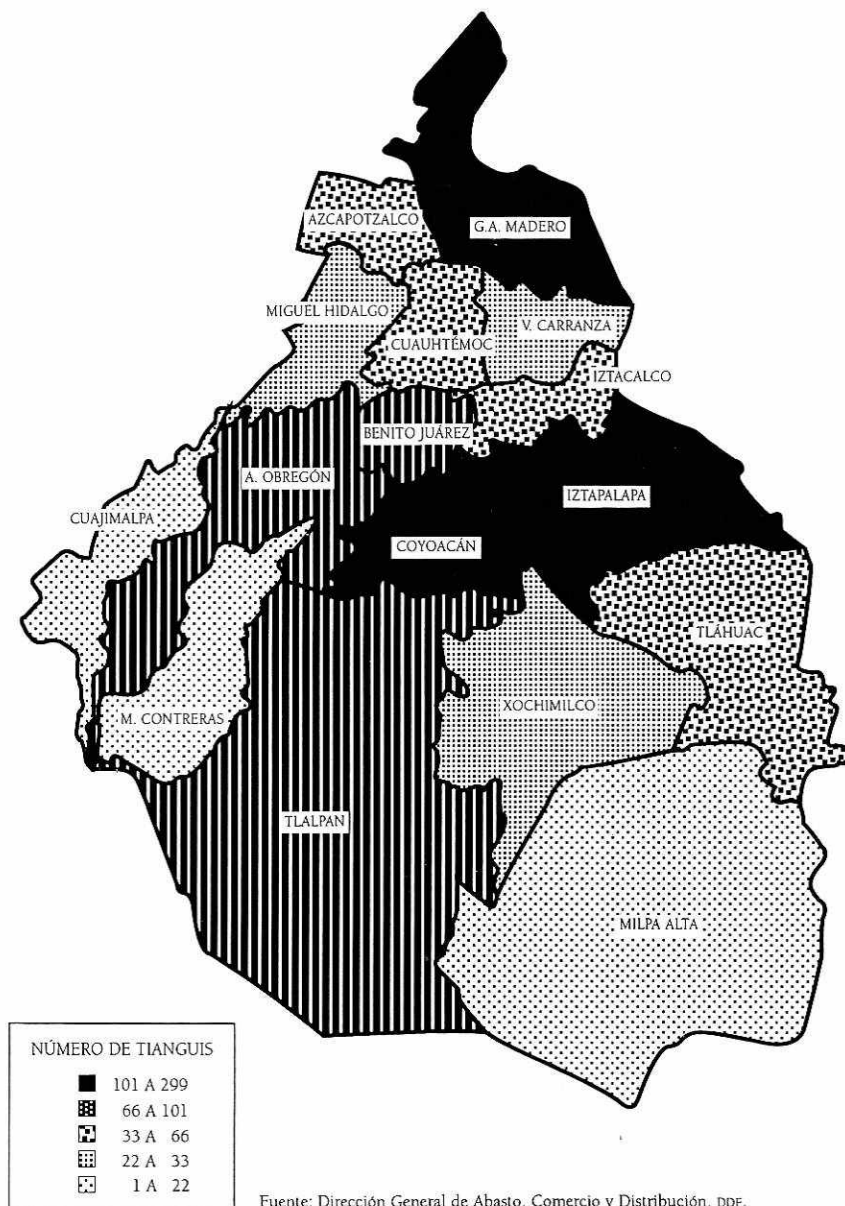 AZCAPOTZALCO
G.A. MADERO
MIGUEL HIDALGO
V. CARRANZA
CUAUHTÉMOC
IZTACALCO
BENITO JUÁREZ
A. OBREGÓN
IZTAPALAPA
CUAJIMALPA
COYOACÁN
TLÁHUAC
XOCHIMILCO
M. CONTRERAS
TLALPAN
MILPA ALTA
NÚMERO DE TIANGUIS
101 A 299
66 A 101
33 A 66
22 A 33
1 A 22
Fuente: Dirección General de Abasto, Comercio y Distribución, DDF.